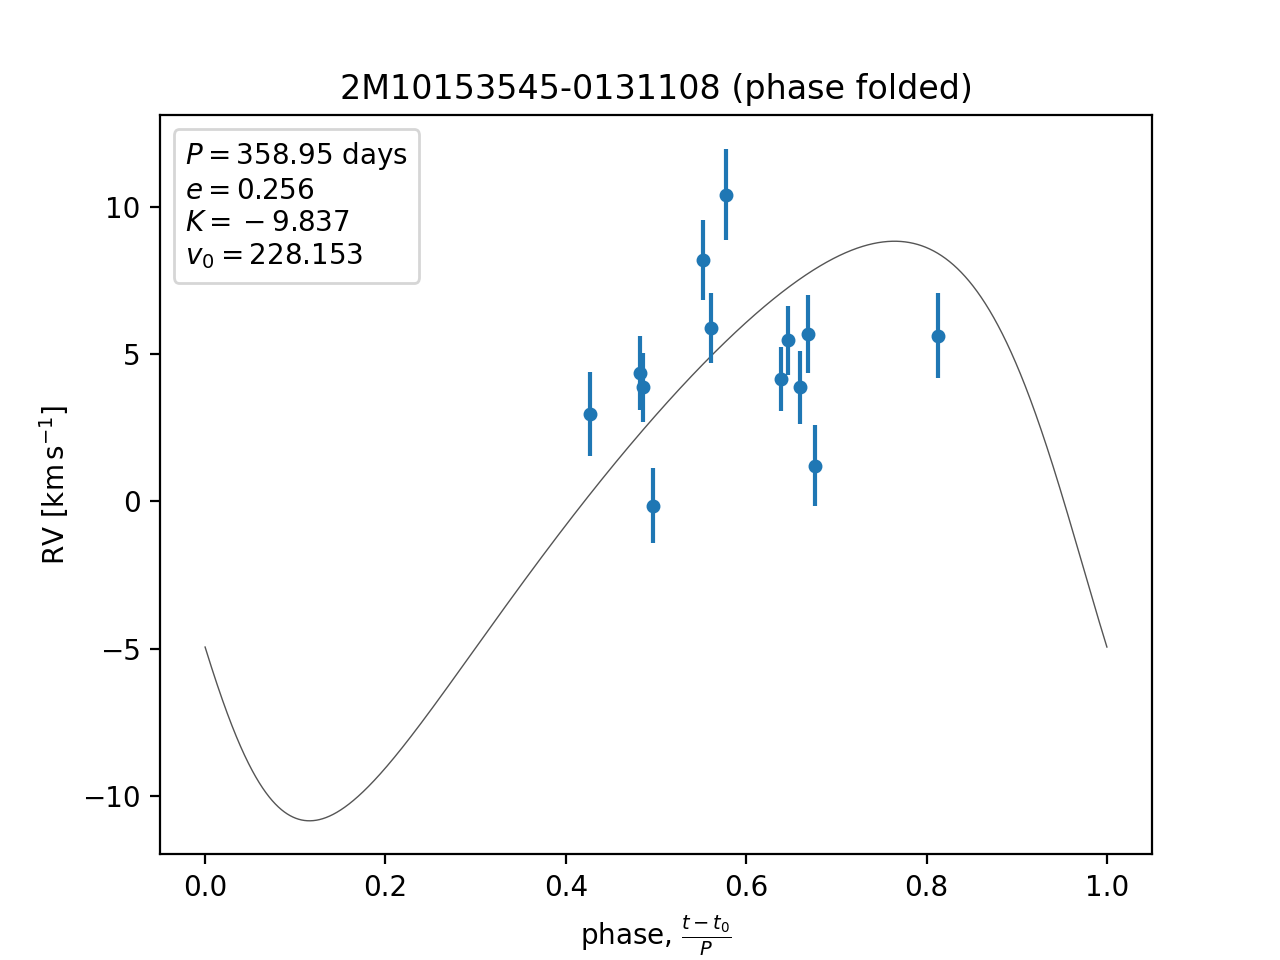 2M10153545-0131108 (phase folded)
P = 358.95 days
e = 0.256
K = −9.837
v₀ = 228.153
RV [km s⁻¹]
10
5
0
−5
−10
0.0 0.2 0.4 0.6 0.8 1.0
phase, (t − t₀)/P